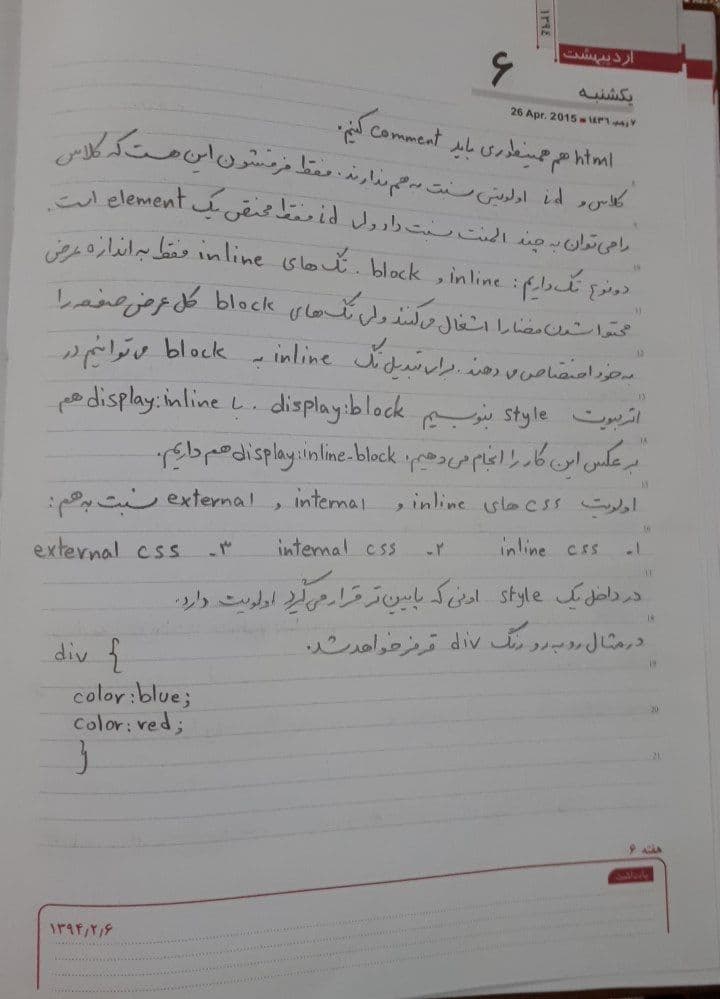 ۱۳۹٤
اردیبهشت
۶
یکشنبه
26 Apr. 2015 ■ ۷ رجب ۱٤۳٦
html هم همینطوری باید comment کنیم.
کلاس و id اولویتی نسبت به هم ندارند. فقط فرقشون این هست که کلاس
را می‌توان به چند المنت نسبت داد ولی id فقط مختص یک element است.
دو نوع تگ داریم: inline و block. تگ‌های inline فقط به اندازه عرض
محتواشون فضا را اشغال می‌کنند ولی تگ‌های block کل عرض صفحه را
به خود اختصاص می‌دهند. برای تبدیل تگ inline به block می‌توانیم در
اتریبیوت style بنویسیم display:block. با display:inline هم
برعکس این کار را انجام می‌دهیم. display:inline-block هم داریم.
اولویت css های inline و internal و external نسبت به هم:
۱- inline css ۲- internal css ۳- external css
در داخل یک style اونی که پایین‌تر قرار می‌گیرد اولویت دارد.
در مثال روبه‌رو رنگ div قرمز خواهد شد.
div {
color:blue;
color:red;
}
هفته ۶
یادداشت
۱۳۹۴/۲/۶